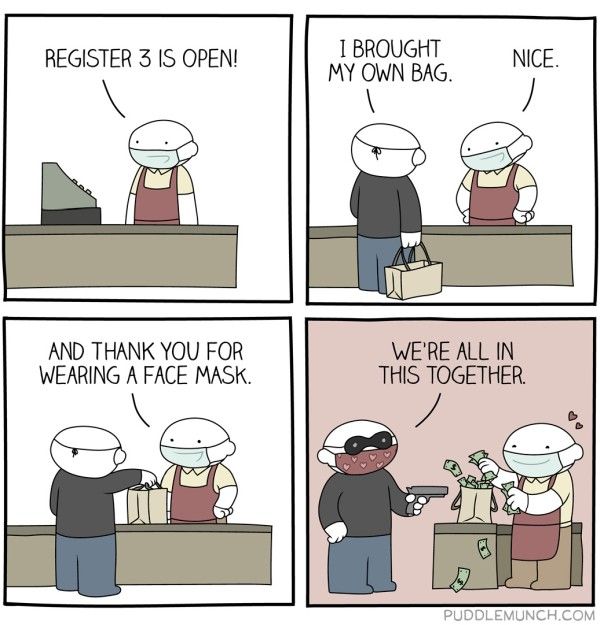 REGISTER 3 IS OPEN!
I BROUGHT
MY OWN BAG.
NICE.
AND THANK YOU FOR
WEARING A FACE MASK.
WE'RE ALL IN
THIS TOGETHER.
PUDDLEMUNCH.COM